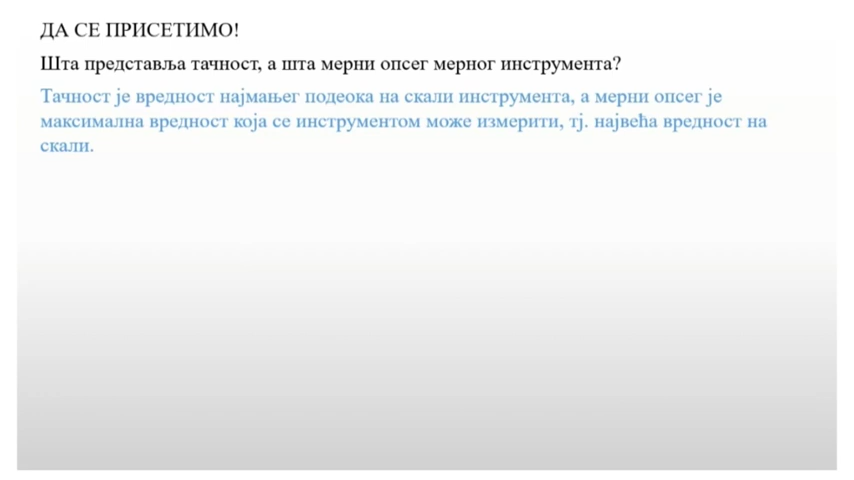 ДА СЕ ПРИСЕТИМО!
Шта представља тачност, а шта мерни опсег мерног инструмента?
Тачност је вредност најмањег подеока на скали инструмента, а мерни опсег је
максимална вредност која се инструментом може измерити, тј. највећа вредност на
скали.